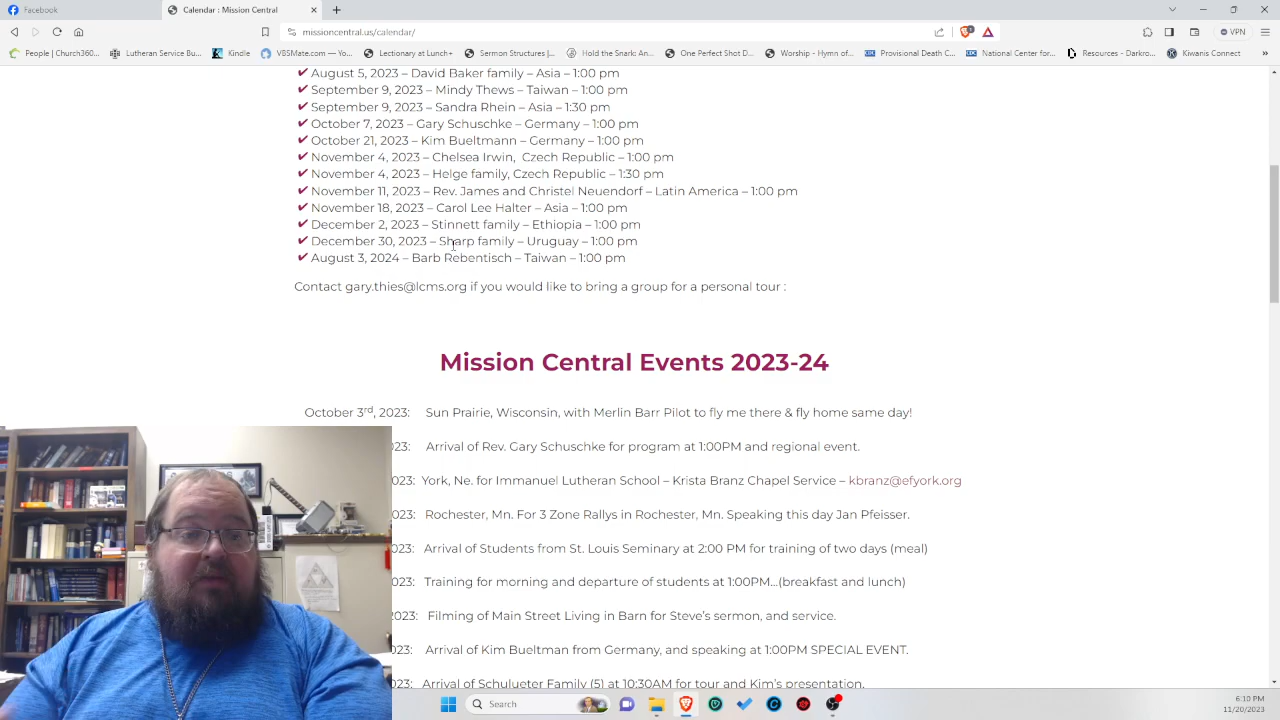 Facebook
Calendar - Mission Central
missioncentral.us/calendar/
VPN
People | Church360...
Lutheran Service Bu...
Kindle
VBSMate.com: You...
Lectionary at Lunch+
Sermon Structures |...
Hold the Snark: An...
One Perfect Shot D...
Worship - Hymn of...
Provisional Death C...
National Center for...
Resources - Darkro...
Kiwanis Connect
August 5, 2023 – David Baker family – Asia – 1:00 pm
September 9, 2023 – Mindy Thews – Taiwan – 1:00 pm
September 9, 2023 – Sandra Rhein – Asia – 1:30 pm
October 7, 2023 – Gary Schuschke – Germany – 1:00 pm
October 21, 2023 – Kim Bueltmann – Germany – 1:00 pm
November 4, 2023 – Chelsea Irwin, Czech Republic – 1:00 pm
November 4, 2023 – Helge family, Czech Republic – 1:30 pm
November 11, 2023 – Rev. James and Christel Neuendorf – Latin America – 1:00 pm
November 18, 2023 – Carol Lee Halter – Asia – 1:00 pm
December 2, 2023 – Stinnett family – Ethiopia – 1:00 pm
December 30, 2023 – Sharp family – Uruguay – 1:00 pm
August 3, 2024 – Barb Rebentisch – Taiwan – 1:00 pm
Contact gary.thies@lcms.org if you would like to bring a group for a personal tour :
Mission Central Events 2023-24
October 3rd, 2023: Sun Prairie, Wisconsin, with Merlin Barr Pilot to fly me there & fly home same day!
23: Arrival of Rev. Gary Schuschke for program at 1:00PM and regional event.
023: York, Ne. for Immanuel Lutheran School – Krista Branz Chapel Service – kbranz@efyork.org
023: Rochester, Mn. For 3 Zone Rallys in Rochester, Mn. Speaking this day Jan Pfeisser.
023: Arrival of Students from St. Louis Seminary at 2:00 PM for training of two days (meal)
023: Training for morning and departure of students at 1:00PM…(breakfast and lunch)
2023: Filming of Main Street Living in Barn for Steve's sermon, and service.
023: Arrival of Kim Bueltman from Germany, and speaking at 1:00PM SPECIAL EVENT.
023: Arrival of Schulueter Family (5) at 10:30AM for tour and Kim's presentation.
Search
6:10 PM
11/20/2023